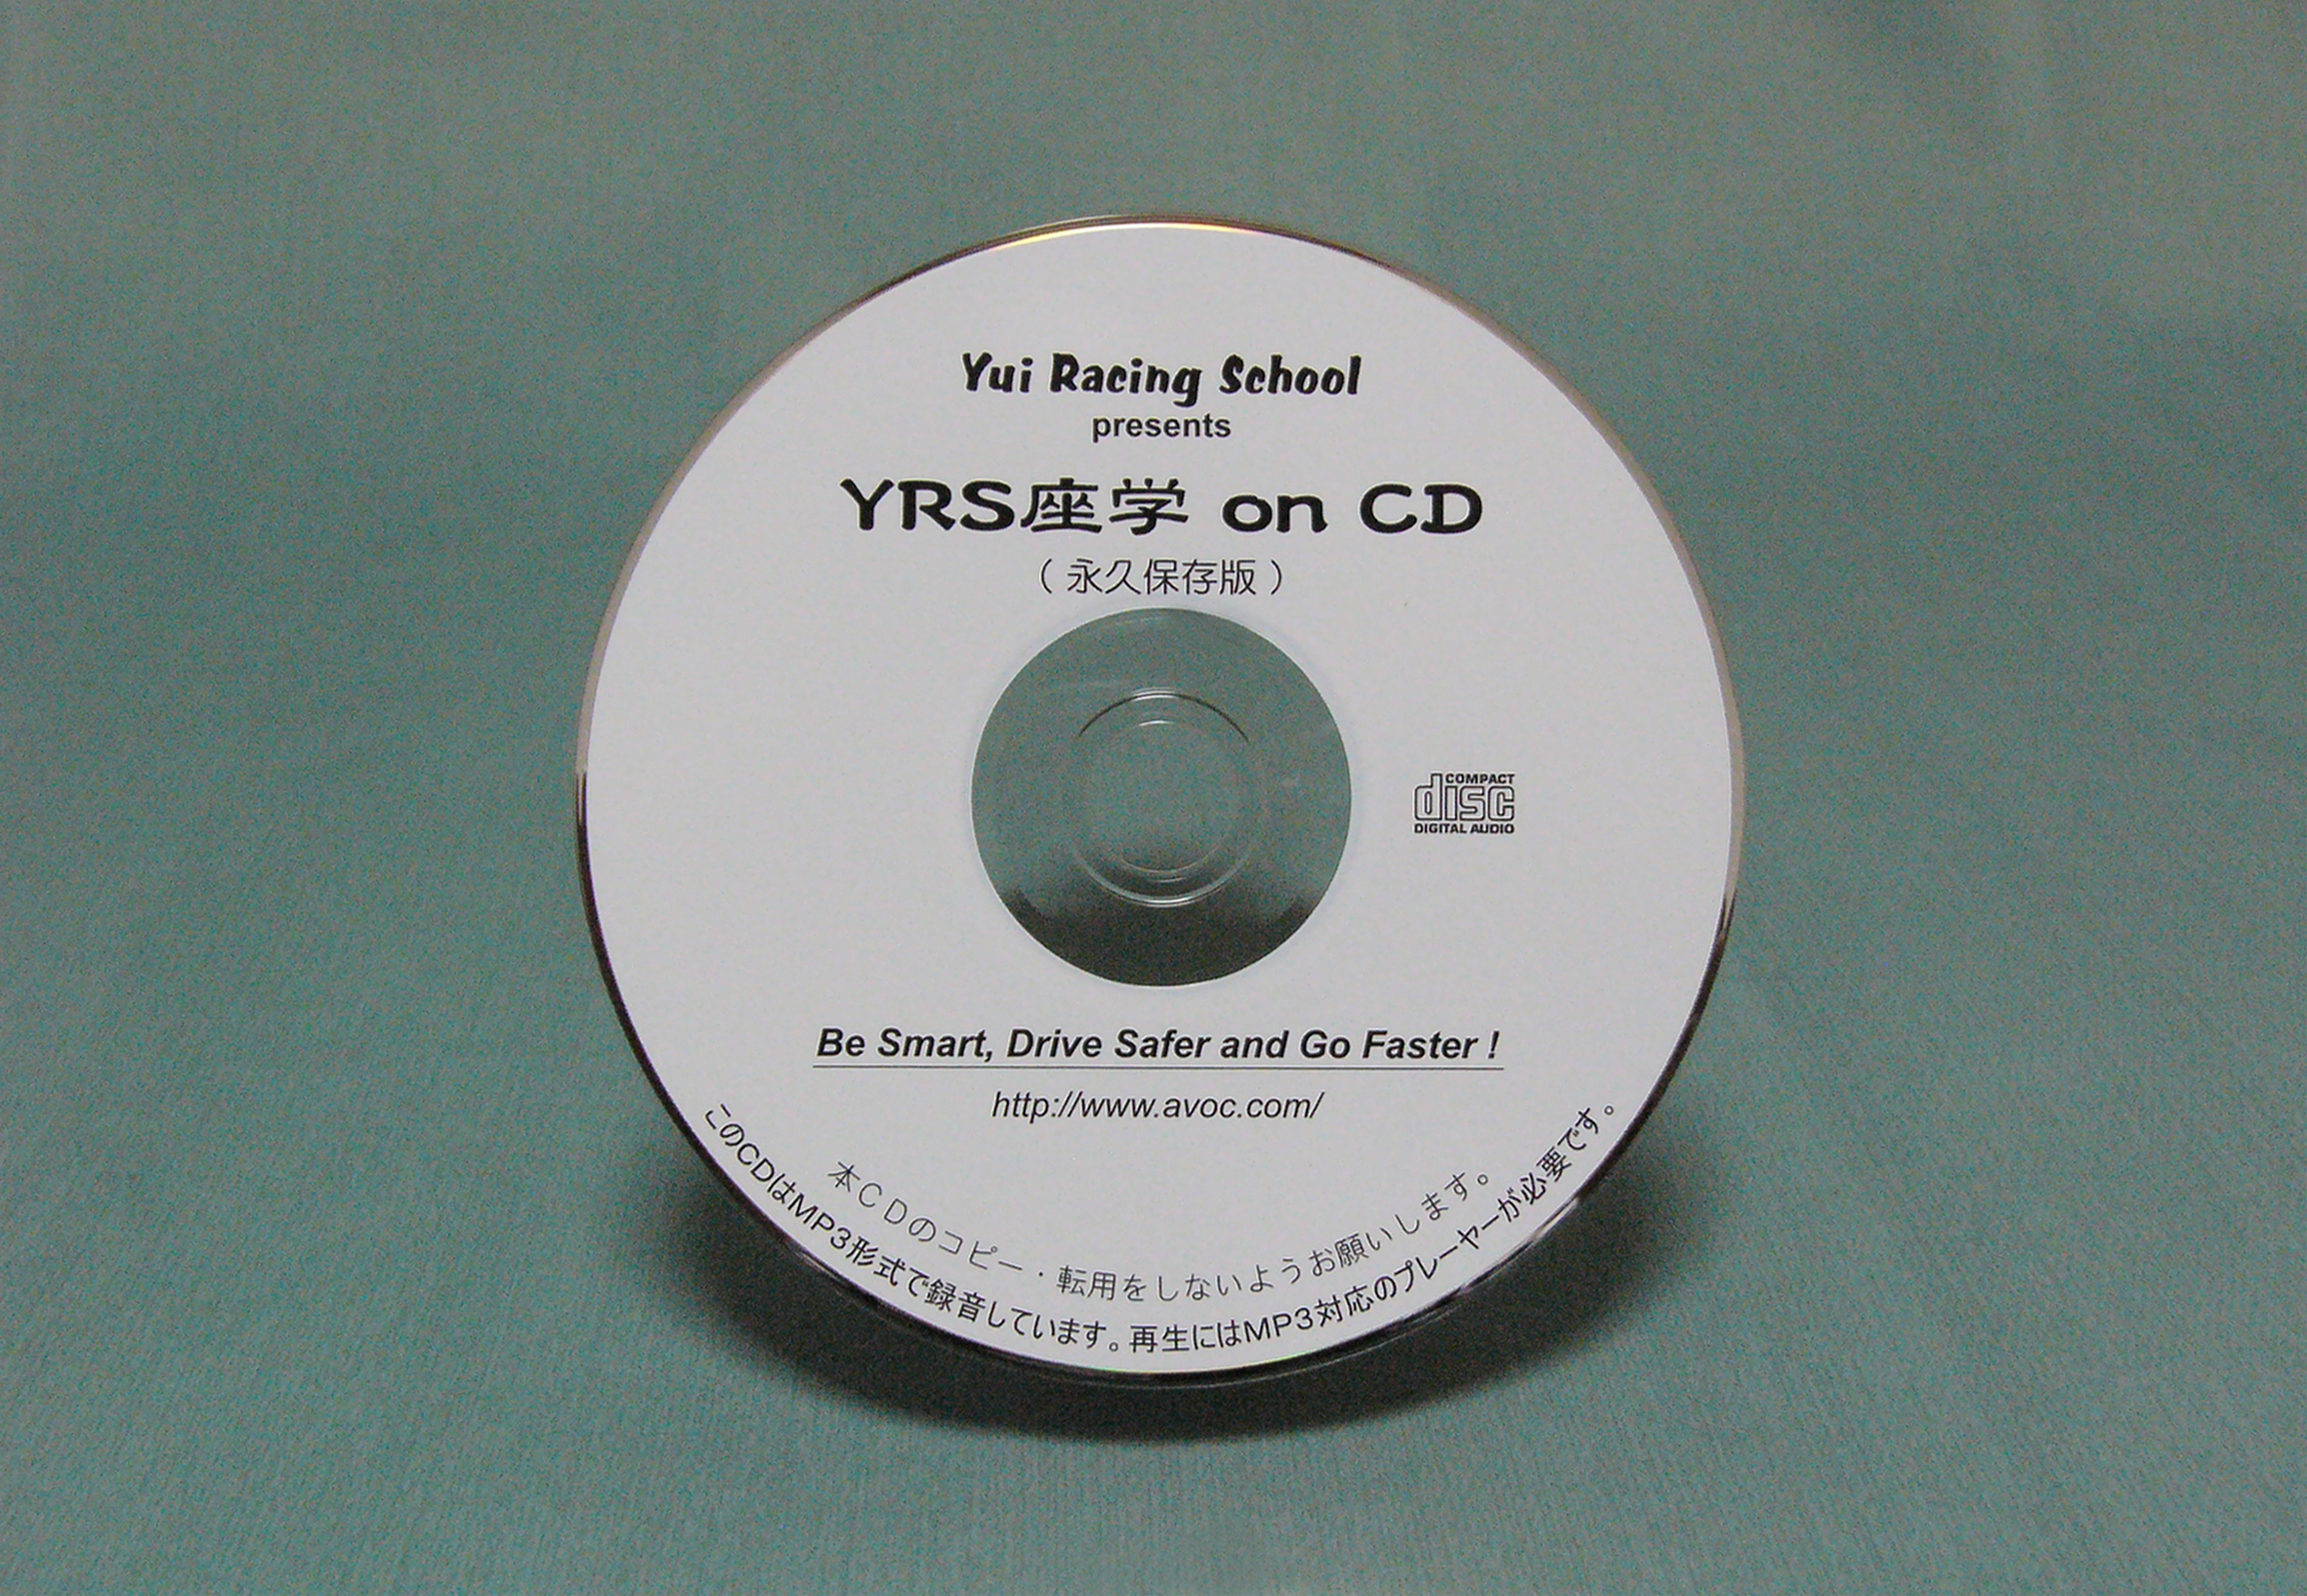 Yui Racing School
presents
YRS座学 on CD
（永久保存版）
COMPACT
disc
DIGITAL AUDIO
Be Smart, Drive Safer and Go Faster !
http://www.avoc.com/
本CDのコピー・転用をしないようお願いします。
このCDはMP3形式で録音しています。再生にはMP3対応のプレーヤーが必要です。